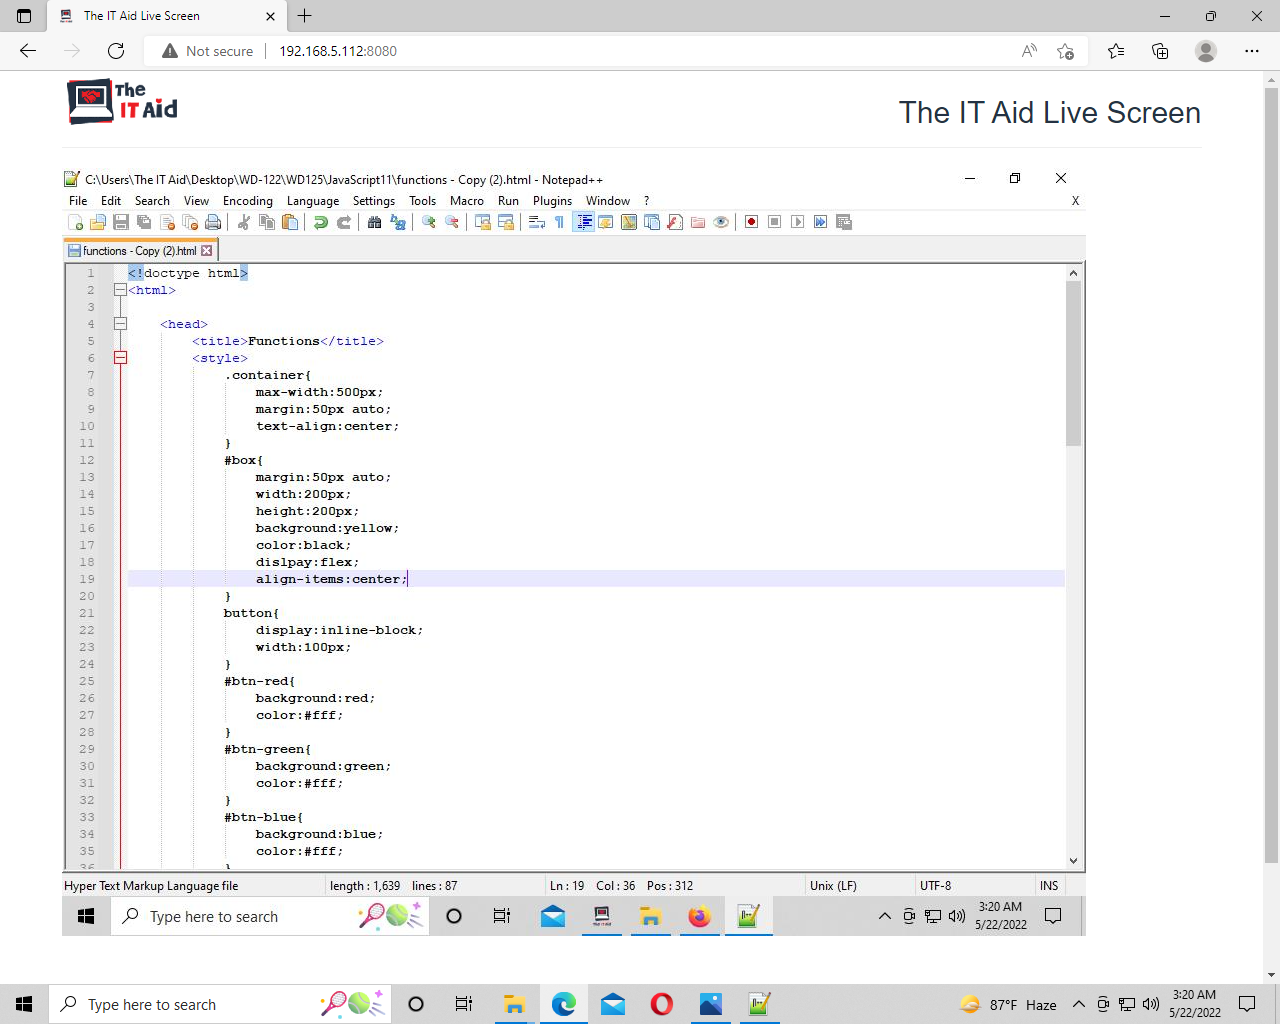 The IT Aid Live Screen
Not secure
192.168.5.112:8080
The
IT Aid
The IT Aid Live Screen
C:\Users\The IT Aid\Desktop\WD-122\WD125\JavaScript11\functions - Copy (2).html - Notepad++
File Edit Search View Encoding Language Settings Tools Macro Run Plugins Window ?
X
functions - Copy (2).html
1 <!doctype html>
2 <html>
3
4 <head>
5 <title>Functions</title>
6 <style>
7 .container{
8 max-width:500px;
9 margin:50px auto;
10 text-align:center;
11 }
12 #box{
13 margin:50px auto;
14 width:200px;
15 height:200px;
16 background:yellow;
17 color:black;
18 dislpay:flex;
19 align-items:center;
20 }
21 button{
22 display:inline-block;
23 width:100px;
24 }
25 #btn-red{
26 background:red;
27 color:#fff;
28 }
29 #btn-green{
30 background:green;
31 color:#fff;
32 }
33 #btn-blue{
34 background:blue;
35 color:#fff;
36 }
Hyper Text Markup Language file length : 1,639 lines : 87 Ln : 19 Col : 36 Pos : 312 Unix (LF) UTF-8 INS
Type here to search
3:20 AM
5/22/2022
Type here to search
87°F Haze
3:20 AM
5/22/2022